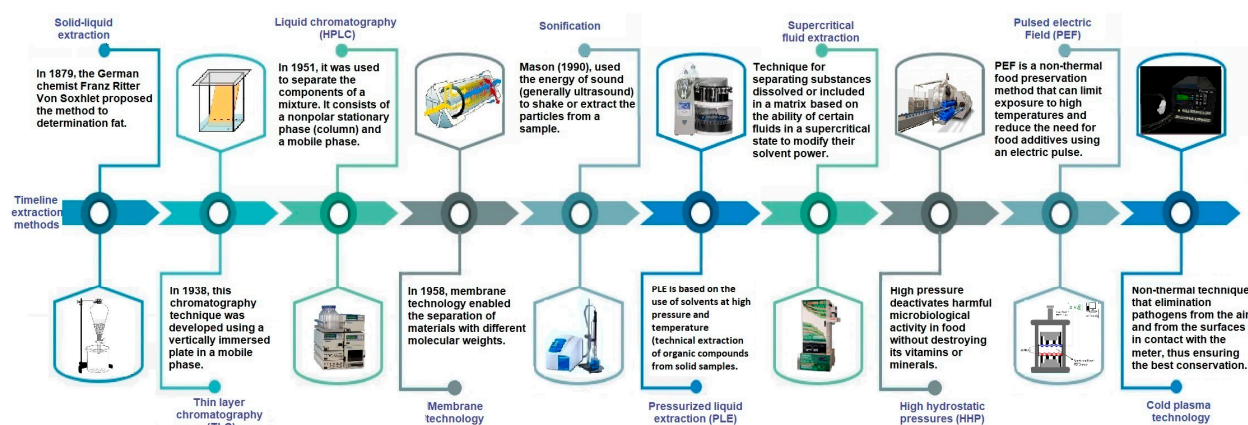 Solid-liquid
extraction
In 1879, the German
chemist Franz Ritter
Von Soxhlet proposed
the method to
determination fat.
Liquid chromatography
(HPLC)
In 1951, it was used
to separate the
components of a
mixture. It consists of
a nonpolar stationary
phase (column) and
a mobile phase.
Sonification
Mason (1990), used
the energy of sound
(generally ultrasound)
to shake or extract the
particles from a
sample.
Supercritical
fluid extraction
Technique for
separating substances
dissolved or included
in a matrix based on
the ability of certain
fluids in a supercritical
state to modify their
solvent power.
Pulsed electric
Field (PEF)
PEF is a non-thermal
food preservation
method that can limit
exposure to high
temperatures and
reduce the need for
food additives using
an electric pulse.
Timeline
extraction
methods
In 1938, this
chromatography
technique was
developed using a
vertically immersed
plate in a mobile
phase.
Thin layer
chromatography
(TLC)
In 1958, membrane
technology enabled
the separation of
materials with different
molecular weights.
Membrane
technology
PLE is based on the
use of solvents at high
pressure and
temperature
(technical extraction
of organic compounds
from solid samples.
Pressurized liquid
extraction (PLE)
High pressure
deactivates harmful
microbiological
activity in food
without destroying
its vitamins or
minerals.
High hydrostatic
pressures (HHP)
Non-thermal technique
that elimination
pathogens from the air
and from the surfaces
in contact with the
meter, thus ensuring
the best conservation.
Cold plasma
technology